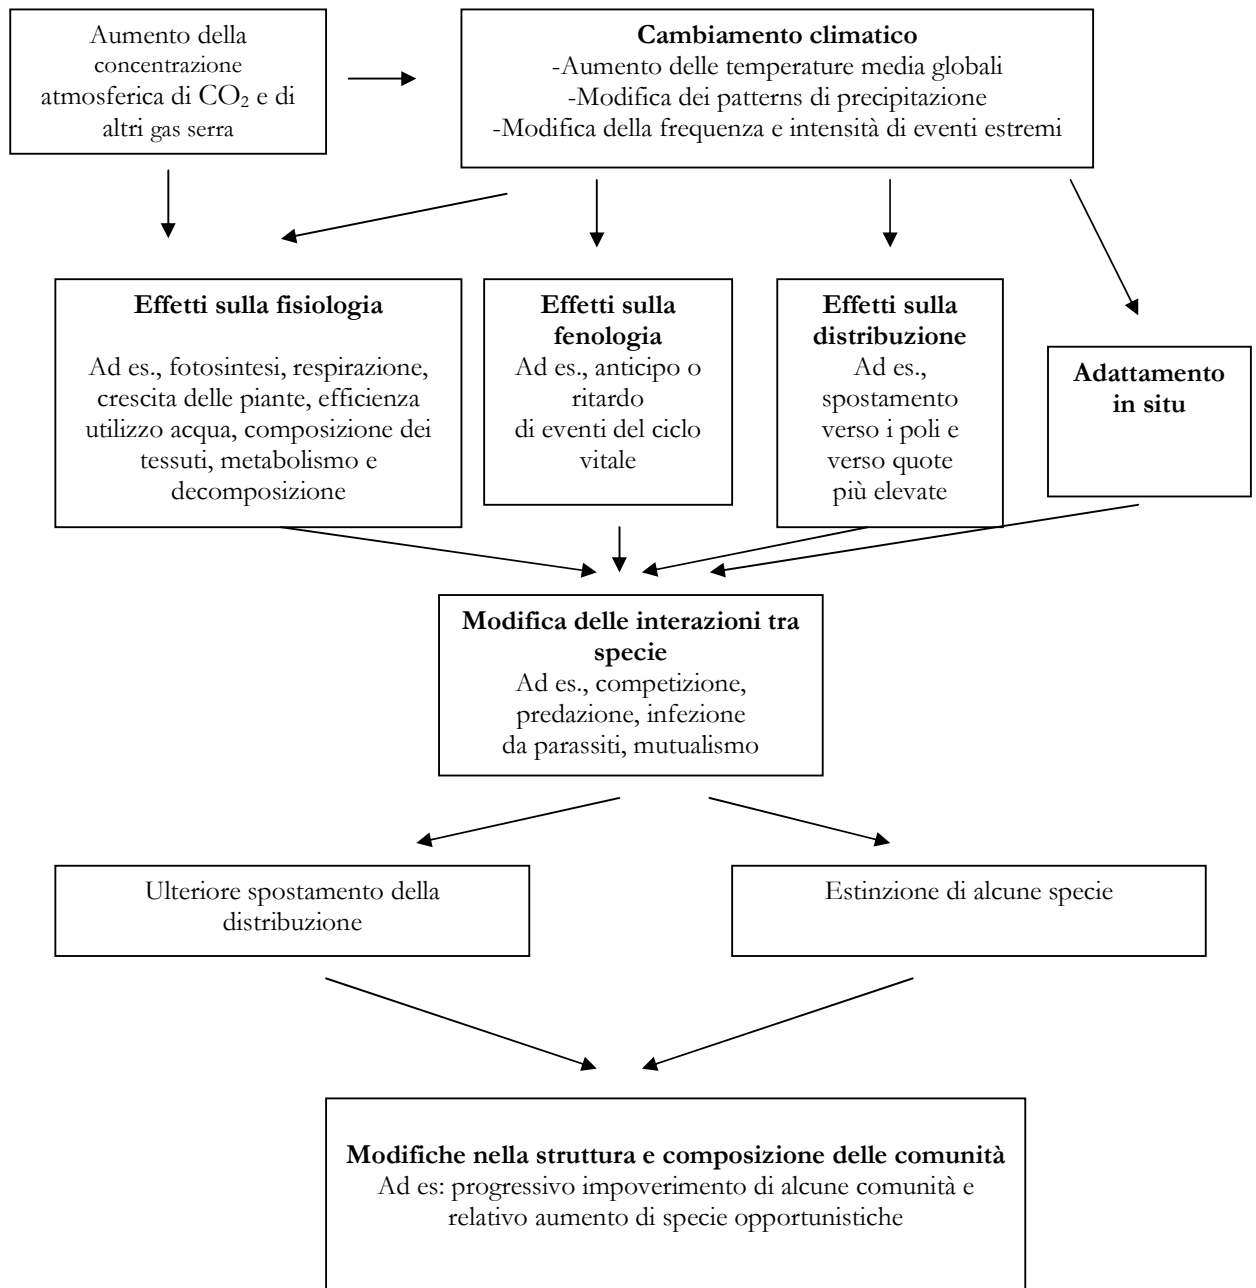 Aumento della
concentrazione
atmosferica di CO₂ e di
altri gas serra
Cambiamento climatico
-Aumento delle temperature media globali
-Modifica dei patterns di precipitazione
-Modifica della frequenza e intensità di eventi estremi
Effetti sulla fisiologia
Ad es., fotosintesi, respirazione,
crescita delle piante, efficienza
utilizzo acqua, composizione dei
tessuti, metabolismo e
decomposizione
Effetti sulla
fenologia
Ad es., anticipo o
ritardo
di eventi del ciclo
vitale
Effetti sulla
distribuzione
Ad es.,
spostamento
verso i poli e
verso quote
più elevate
Adattamento
in situ
Modifica delle interazioni tra
specie
Ad es., competizione,
predazione, infezione
da parassiti, mutualismo
Ulteriore spostamento della
distribuzione
Estinzione di alcune specie
Modifiche nella struttura e composizione delle comunità
Ad es: progressivo impoverimento di alcune comunità e
relativo aumento di specie opportunistiche